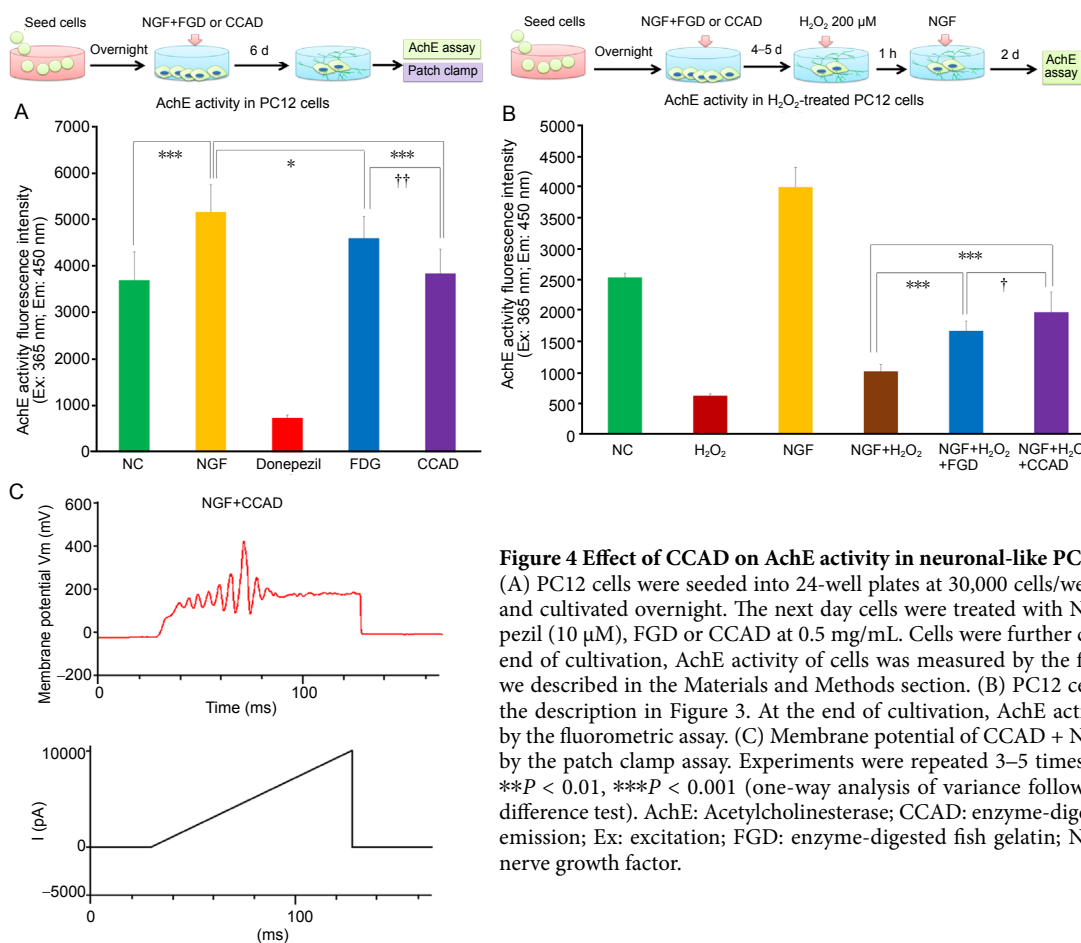 Seed cells
NGF+FGD or CCAD
Overnight
6 d
AchE assay
Patch clamp
Seed cells
NGF+FGD or CCAD
H₂O₂ 200 µM
NGF
Overnight
4–5 d
1 h
2 d
AchE
assay
A
AchE activity in PC12 cells
AchE activity fluorescence intensity
(Ex: 365 nm; Em: 450 nm)
7000
6000
5000
4000
3000
2000
1000
0
***
*
***
††
NC NGF Donepezil FDG CCAD
B
AchE activity in H₂O₂-treated PC12 cells
AchE activity fluorescence intensity
(Ex: 365 nm; Em: 450 nm)
5000
4500
4000
3500
3000
2500
2000
1500
1000
500
0
***
***
†
NC H₂O₂ NGF NGF+H₂O₂ NGF+H₂O₂ NGF+H₂O
+FGD +CCAD
C
NGF+CCAD
Membrane potential Vm (mV)
600
400
200
0
–200
0 100
Time (ms)
I (pA)
10000
0
–5000
0 100
(ms)
Figure 4 Effect of CCAD on AchE activity in neuronal-like PC
(A) PC12 cells were seeded into 24-well plates at 30,000 cells/we
and cultivated overnight. The next day cells were treated with N
pezil (10 µM), FGD or CCAD at 0.5 mg/mL. Cells were further c
end of cultivation, AchE activity of cells was measured by the f
we described in the Materials and Methods section. (B) PC12 ce
the description in Figure 3. At the end of cultivation, AchE acti
by the fluorometric assay. (C) Membrane potential of CCAD + N
by the patch clamp assay. Experiments were repeated 3–5 times
**P < 0.01, ***P < 0.001 (one-way analysis of variance follow
difference test). AchE: Acetylcholinesterase; CCAD: enzyme-dige
emission; Ex: excitation; FGD: enzyme-digested fish gelatin; N
nerve growth factor.